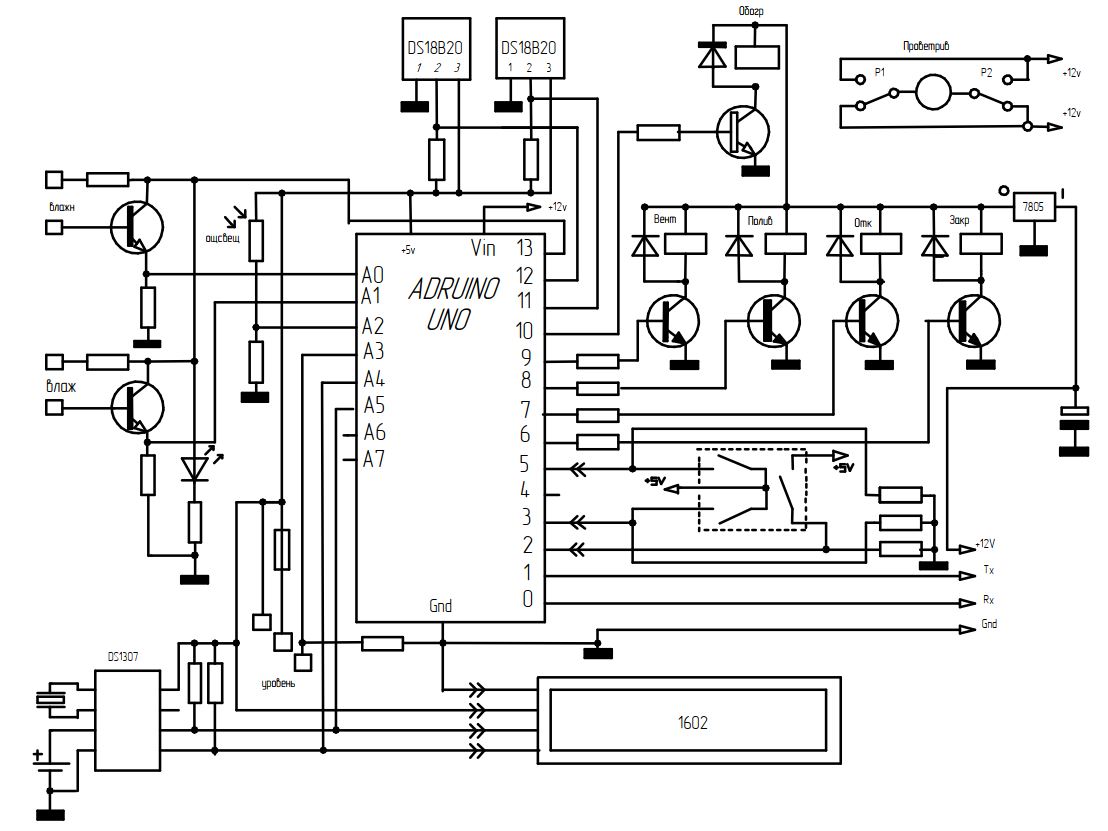 Обогр
DS18B20
DS18B20
1 2 3
1 2 3
Проветрив
P1
P2
+12v
+12v
влажн
ощсвещ
+12v
+5v
Vin
Вент
Полив
Отк
Закр
O
7805
I
ADRUINO
UNO
A0
A1
A2
A3
A4
A5
A6
A7
13
12
11
10
9
8
7
6
5
4
3
2
1
0
влаж
+5V
+5V
+12V
Tx
Rx
Gnd
Gnd
DS1307
уровень
+
1602